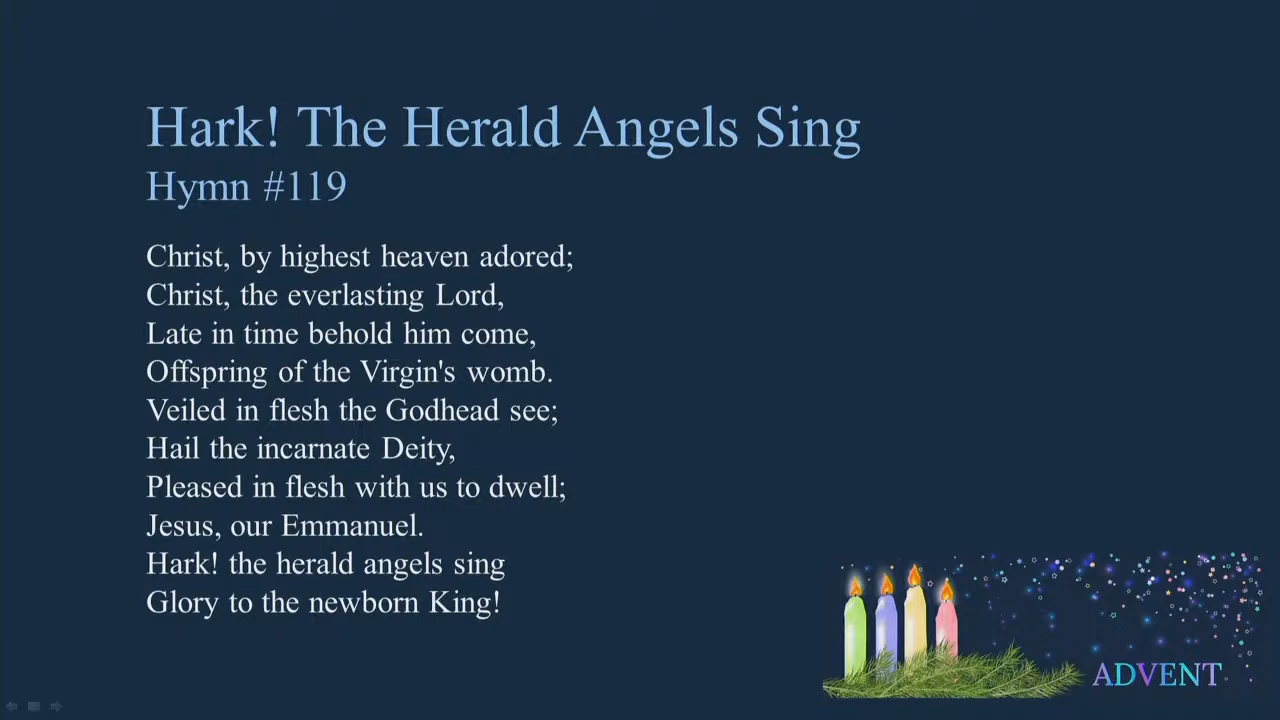 Hark! The Herald Angels Sing
Hymn #119
Christ, by highest heaven adored;
Christ, the everlasting Lord,
Late in time behold him come,
Offspring of the Virgin's womb.
Veiled in flesh the Godhead see;
Hail the incarnate Deity,
Pleased in flesh with us to dwell;
Jesus, our Emmanuel.
Hark! the herald angels sing
Glory to the newborn King!
ADVENT